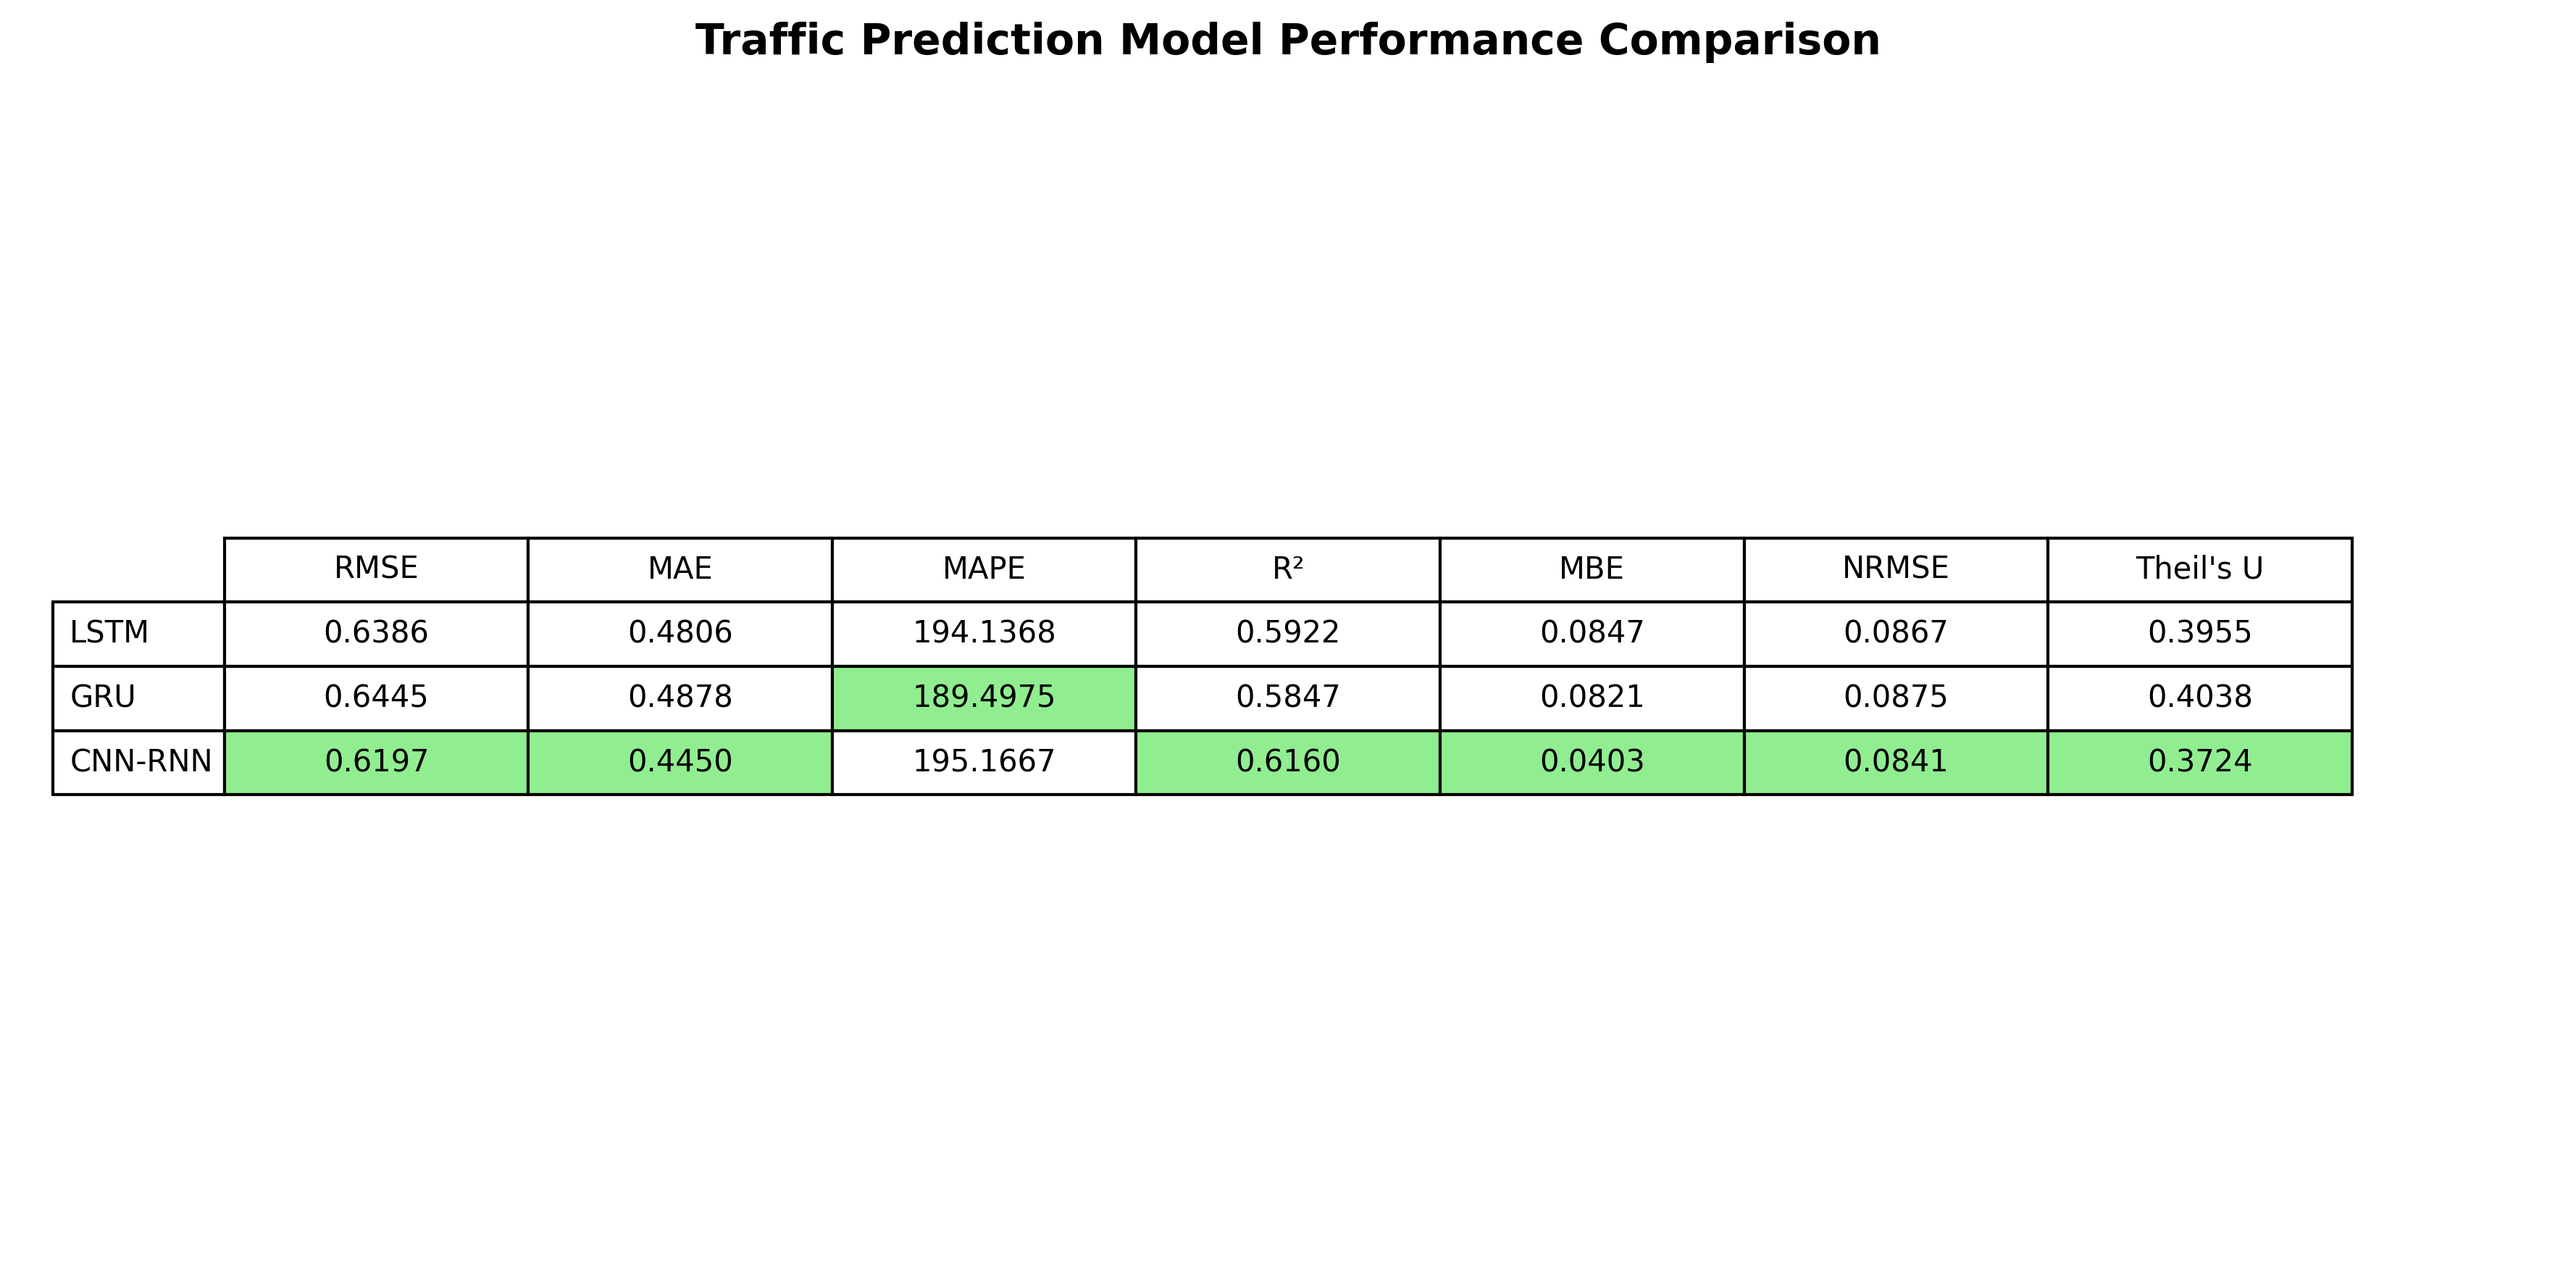 Traffic Prediction Model Performance Comparison
RMSE MAE MAPE R² MBE NRMSE Theil's U
LSTM 0.6386 0.4806 194.1368 0.5922 0.0847 0.0867 0.3955
GRU 0.6445 0.4878 189.4975 0.5847 0.0821 0.0875 0.4038
CNN-RNN 0.6197 0.4450 195.1667 0.6160 0.0403 0.0841 0.3724